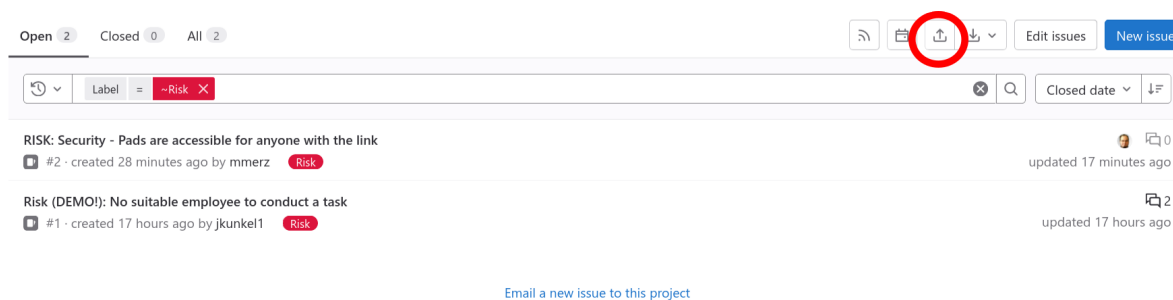 Open 2 Closed 0 All 2 Edit issues New issue
Label = ~Risk Closed date
RISK: Security - Pads are accessible for anyone with the link 0
#2 · created 28 minutes ago by mmerz Risk updated 17 minutes ago
Risk (DEMO!): No suitable employee to conduct a task 2
#1 · created 17 hours ago by jkunkel1 Risk updated 17 hours ago
Email a new issue to this project